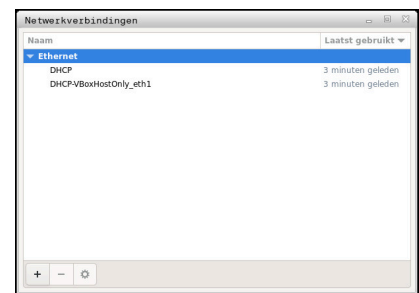 Netwerkverbindingen
Naam Laatst gebruikt
Ethernet
DHCP 3 minuten geleden
DHCP-VBoxHostOnly_eth1 3 minuten geleden